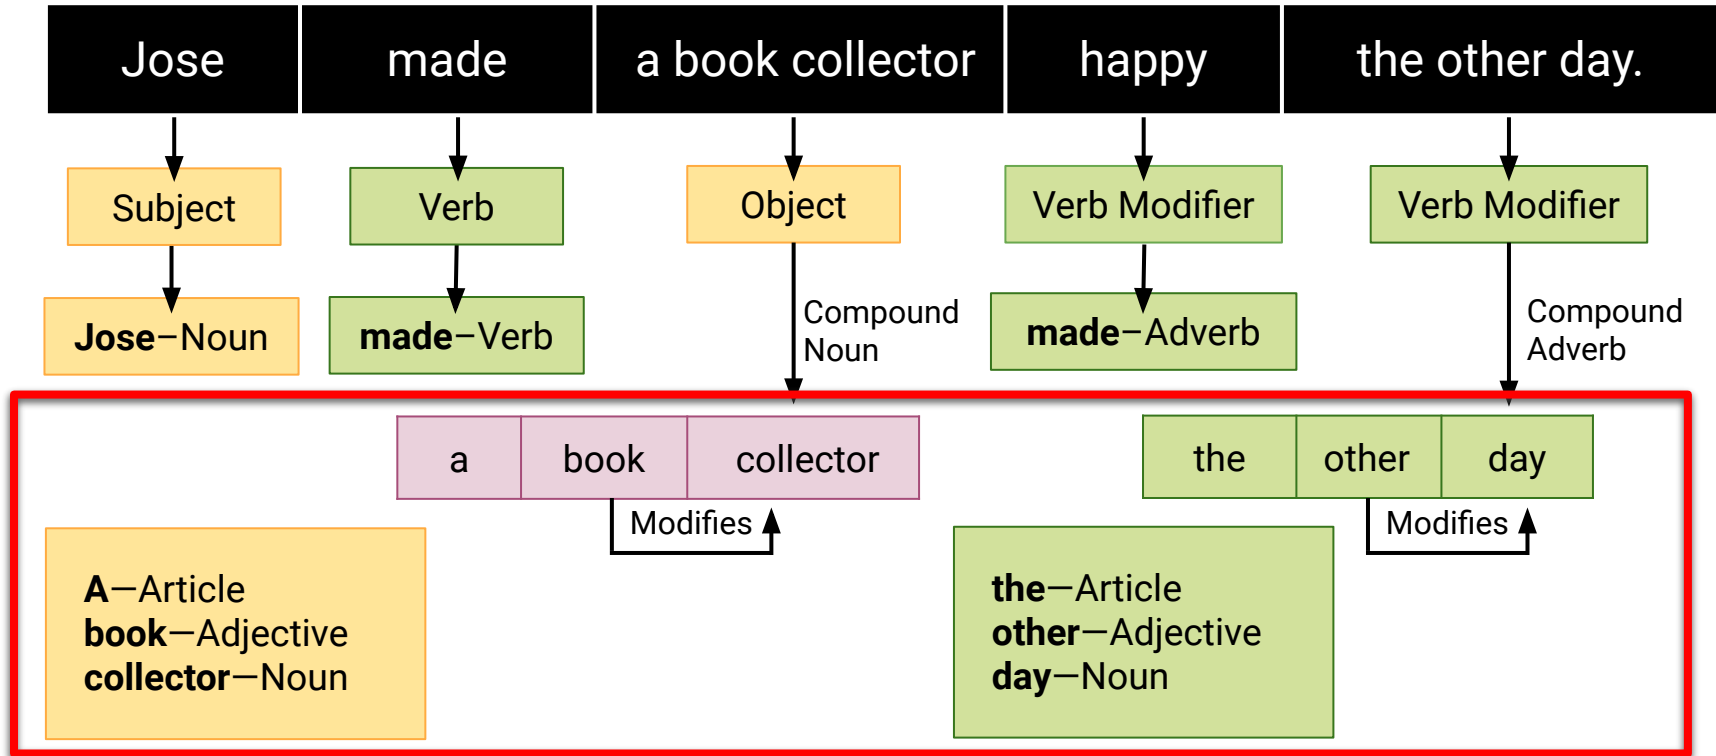 Jose made a book collector happy the other day.
Subject Verb Object Verb Modifier Verb Modifier
Jose–Noun made–Verb made–Adverb
Compound
Noun
Compound
Adverb
a book collector
Modifies
the other day
Modifies
A—Article
book—Adjective
collector—Noun
the—Article
other—Adjective
day—Noun